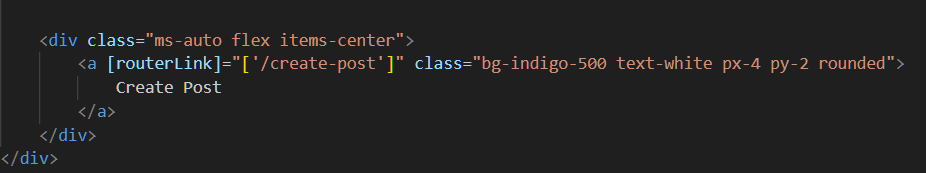 <div class="ms-auto flex items-center">
<a [routerLink]="['/create-post']" class="bg-indigo-500 text-white px-4 py-2 rounded">
Create Post
</a>
</div>
</div>